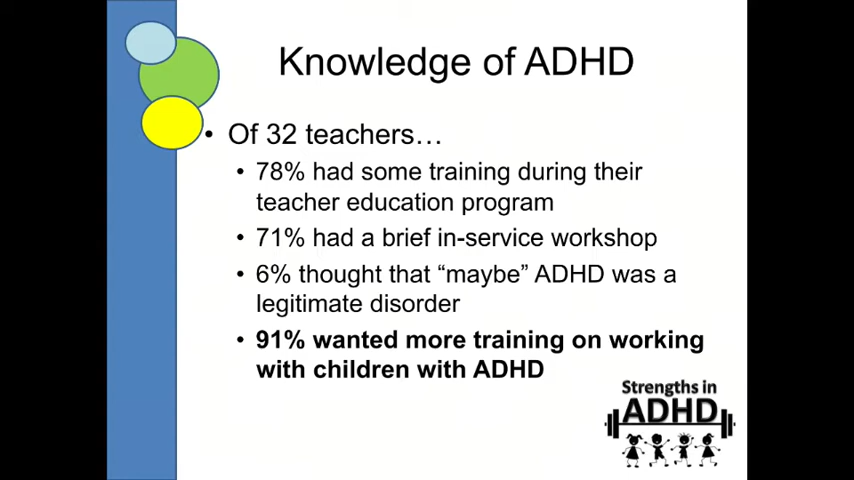 Knowledge of ADHD
• Of 32 teachers…
• 78% had some training during their
teacher education program
• 71% had a brief in-service workshop
• 6% thought that “maybe” ADHD was a
legitimate disorder
• 91% wanted more training on working
with children with ADHD
Strengths in
ADHD